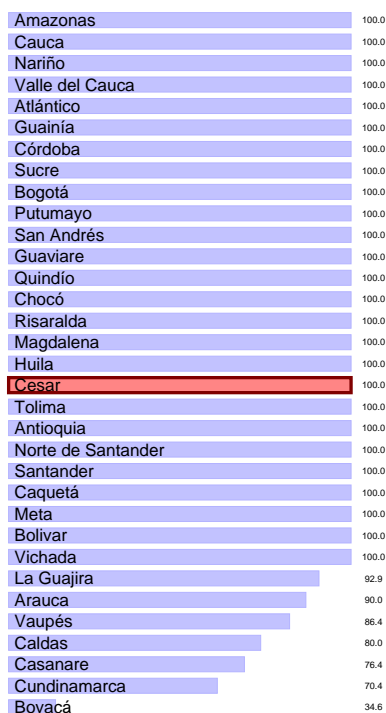 Amazonas 100.0
Cauca 100.0
Nariño 100.0
Valle del Cauca 100.0
Atlántico 100.0
Guainía 100.0
Córdoba 100.0
Sucre 100.0
Bogotá 100.0
Putumayo 100.0
San Andrés 100.0
Guaviare 100.0
Quindío 100.0
Chocó 100.0
Risaralda 100.0
Magdalena 100.0
Huila 100.0
Cesar 100.0
Tolima 100.0
Antioquia 100.0
Norte de Santander 100.0
Santander 100.0
Caquetá 100.0
Meta 100.0
Bolivar 100.0
Vichada 100.0
La Guajira 92.9
Arauca 90.0
Vaupés 86.4
Caldas 80.0
Casanare 76.4
Cundinamarca 70.4
Boyacá 34.6